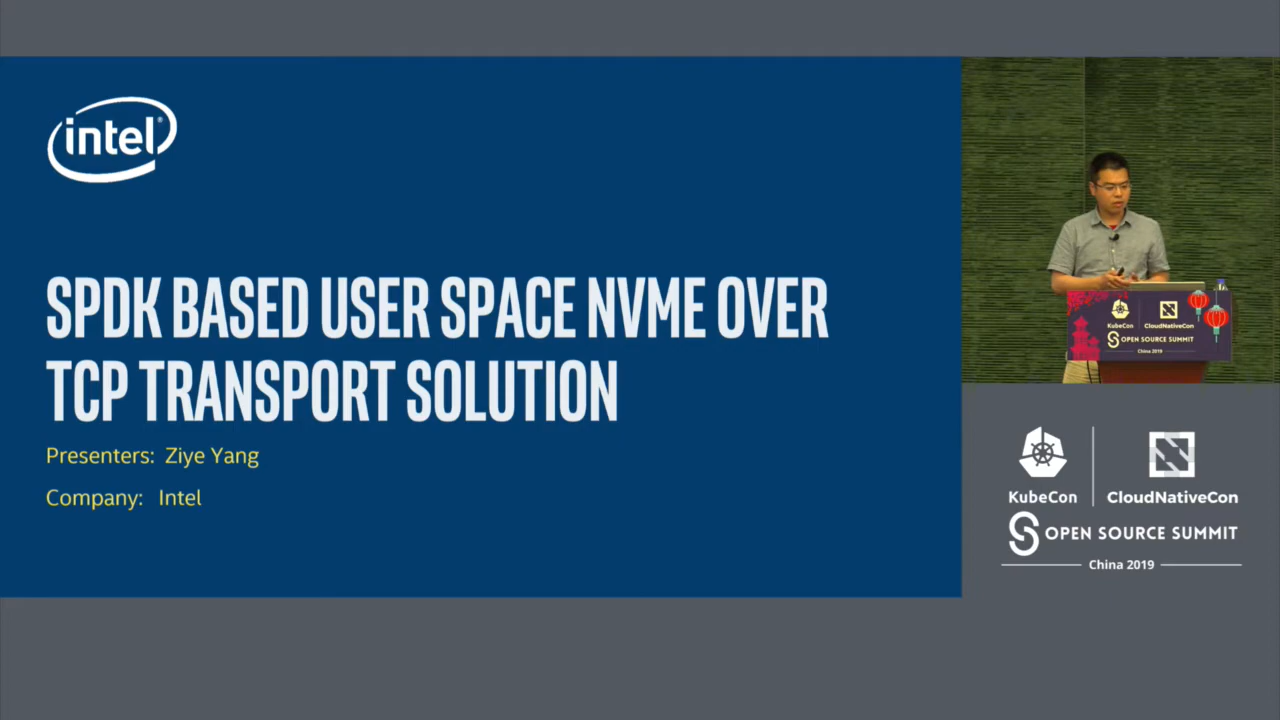 intel®
SPDK BASED USER SPACE NVME OVER
TCP TRANSPORT SOLUTION
Presenters: Ziye Yang
Company: Intel
KubeCon
CloudNativeCon
OPEN SOURCE SUMMIT
China 2019
KubeCon
CloudNativeCon
OPEN SOURCE SUMMIT
China 2019